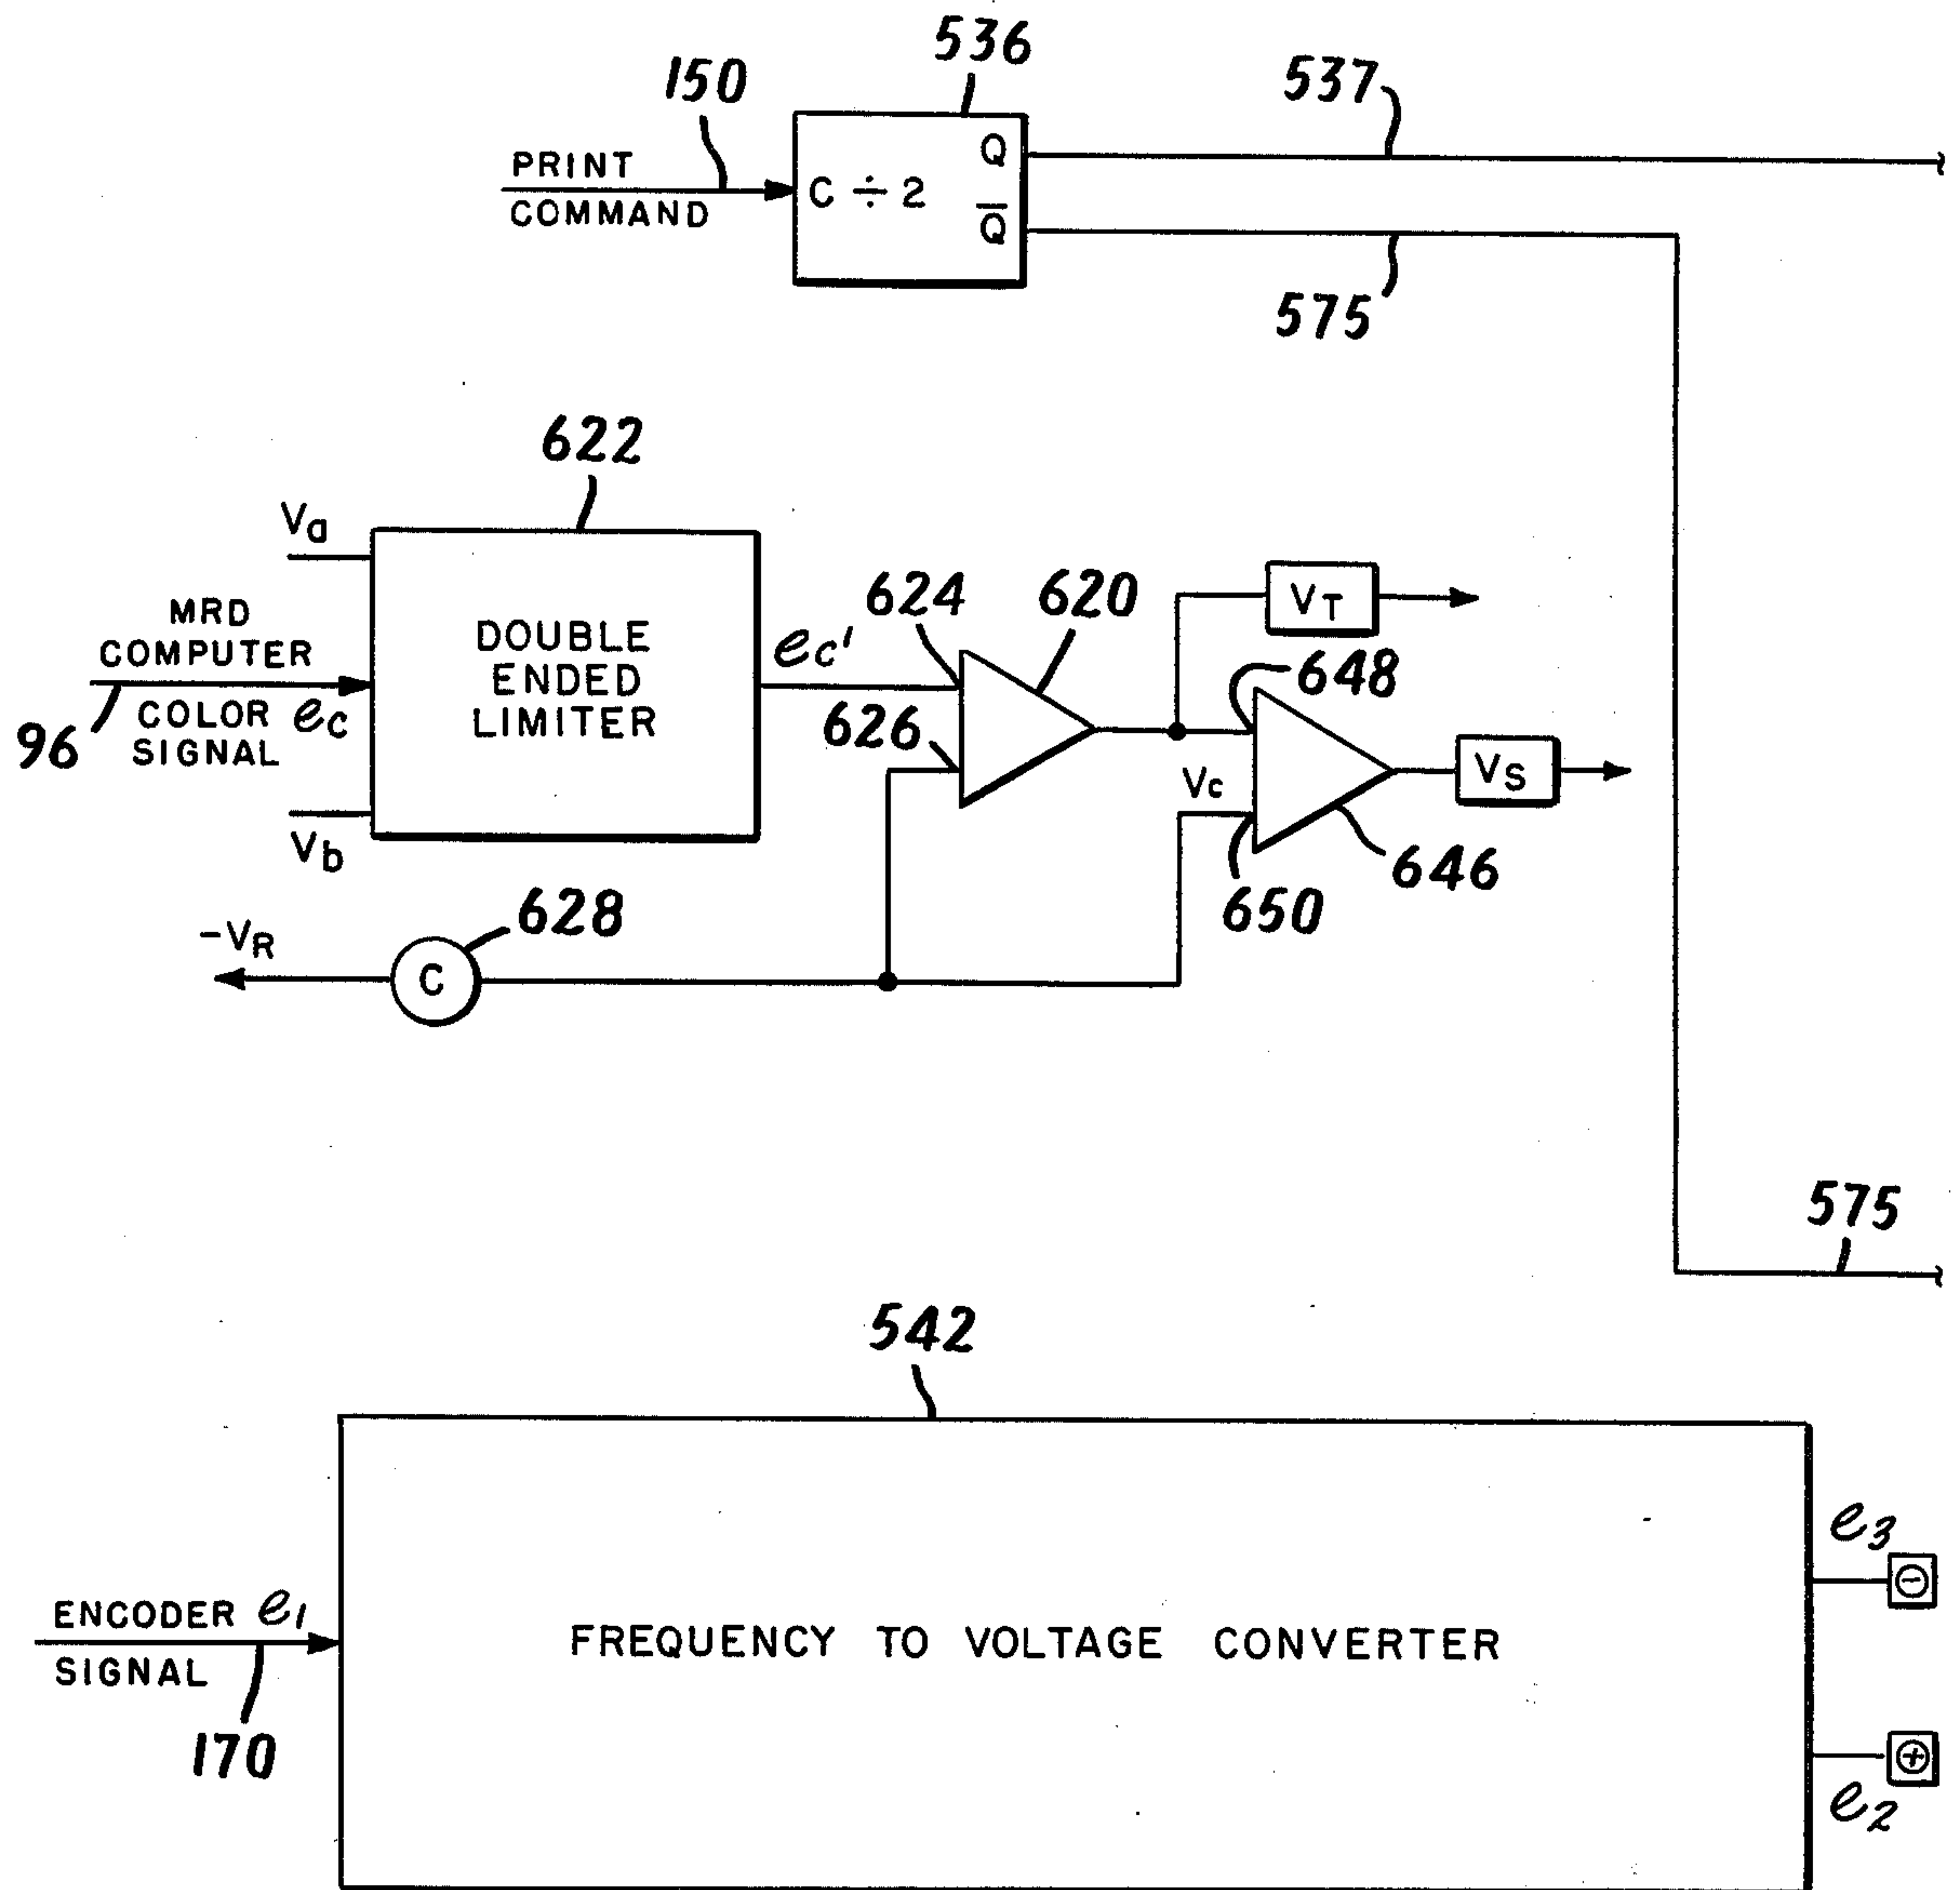 536
150
537
PRINT
COMMAND
C ÷ 2
Q
Q̅
575
622
Va
MRD
COMPUTER
COLOR
SIGNAL
ec
96
DOUBLE
ENDED
LIMITER
Vb
ec'
624
620
626
VT
648
Vc
VS
646
650
-VR
628
C
575
542
ENCODER
SIGNAL
e1
170
FREQUENCY TO VOLTAGE CONVERTER
e3
−
+
e2